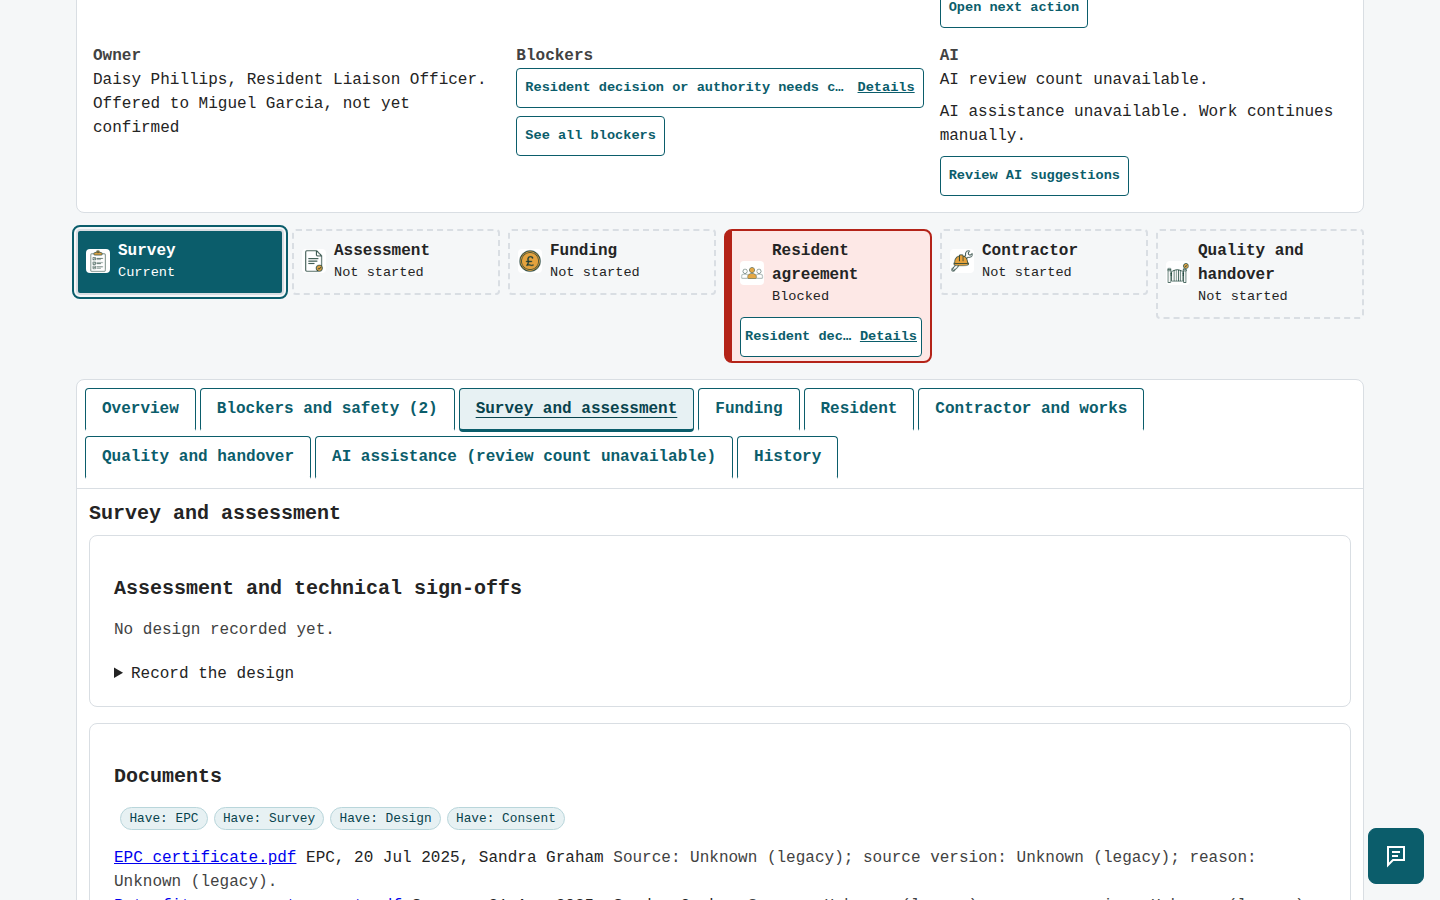 Open next action
Owner
Daisy Phillips, Resident Liaison Officer.
Offered to Miguel Garcia, not yet
confirmed
Blockers
Resident decision or authority needs c… Details
See all blockers
AI
AI review count unavailable.
AI assistance unavailable. Work continues
manually.
Review AI suggestions
Survey
Current
Assessment
Not started
Funding
Not started
Resident
agreement
Blocked
Resident dec… Details
Contractor
Not started
Quality and
handover
Not started
Overview
Blockers and safety (2)
Survey and assessment
Funding
Resident
Contractor and works
Quality and handover
AI assistance (review count unavailable)
History
Survey and assessment
Assessment and technical sign-offs
No design recorded yet.
Record the design
Documents
Have: EPC
Have: Survey
Have: Design
Have: Consent
EPC certificate.pdf EPC, 20 Jul 2025, Sandra Graham Source: Unknown (legacy); source version: Unknown (legacy); reason:
Unknown (legacy).